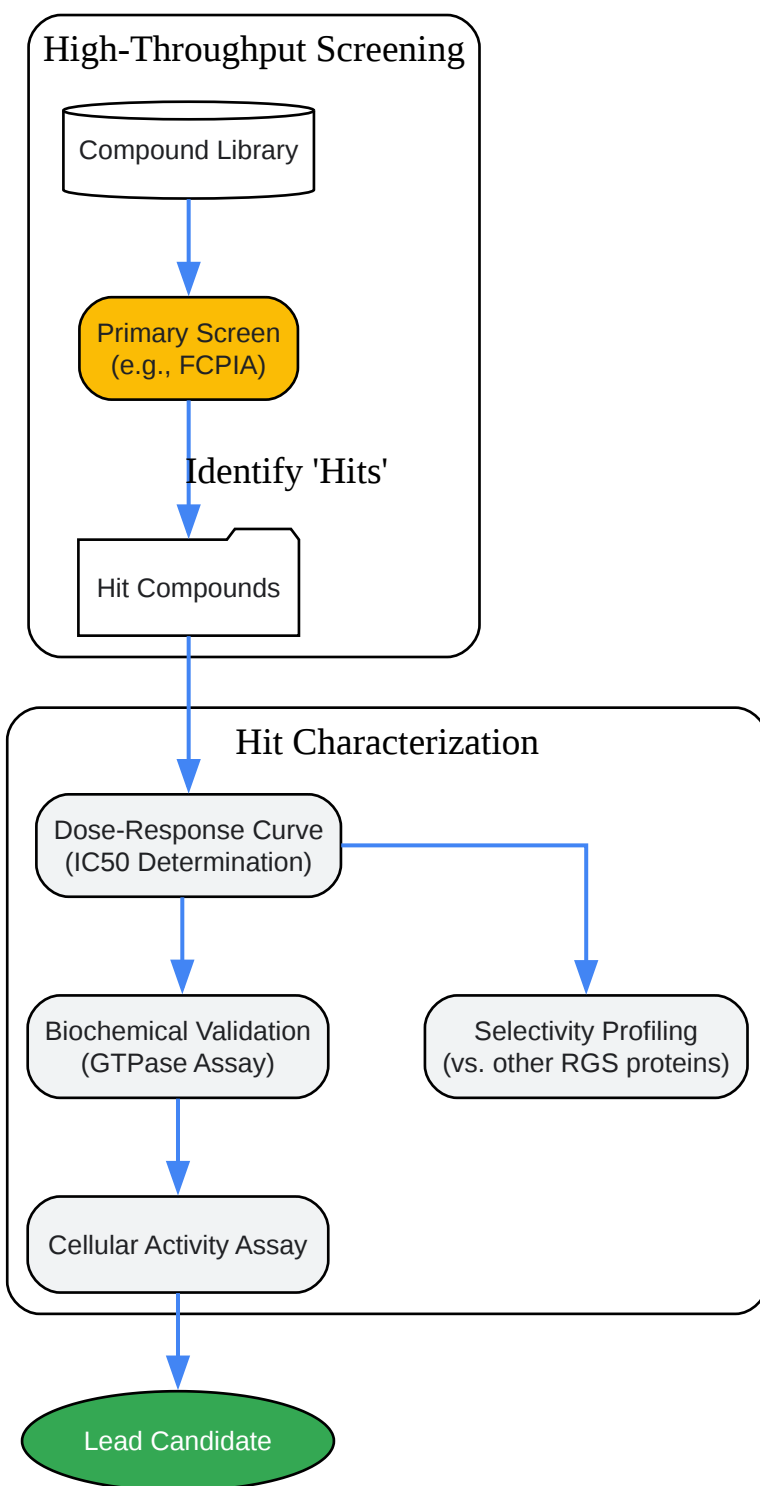 High-Throughput Screening
Compound Library
Primary Screen
(e.g., FCPIA)
Identify 'Hits'
Hit Compounds
Hit Characterization
Dose-Response Curve
(IC50 Determination)
Biochemical Validation
(GTPase Assay)
Selectivity Profiling
(vs. other RGS proteins)
Cellular Activity Assay
Lead Candidate